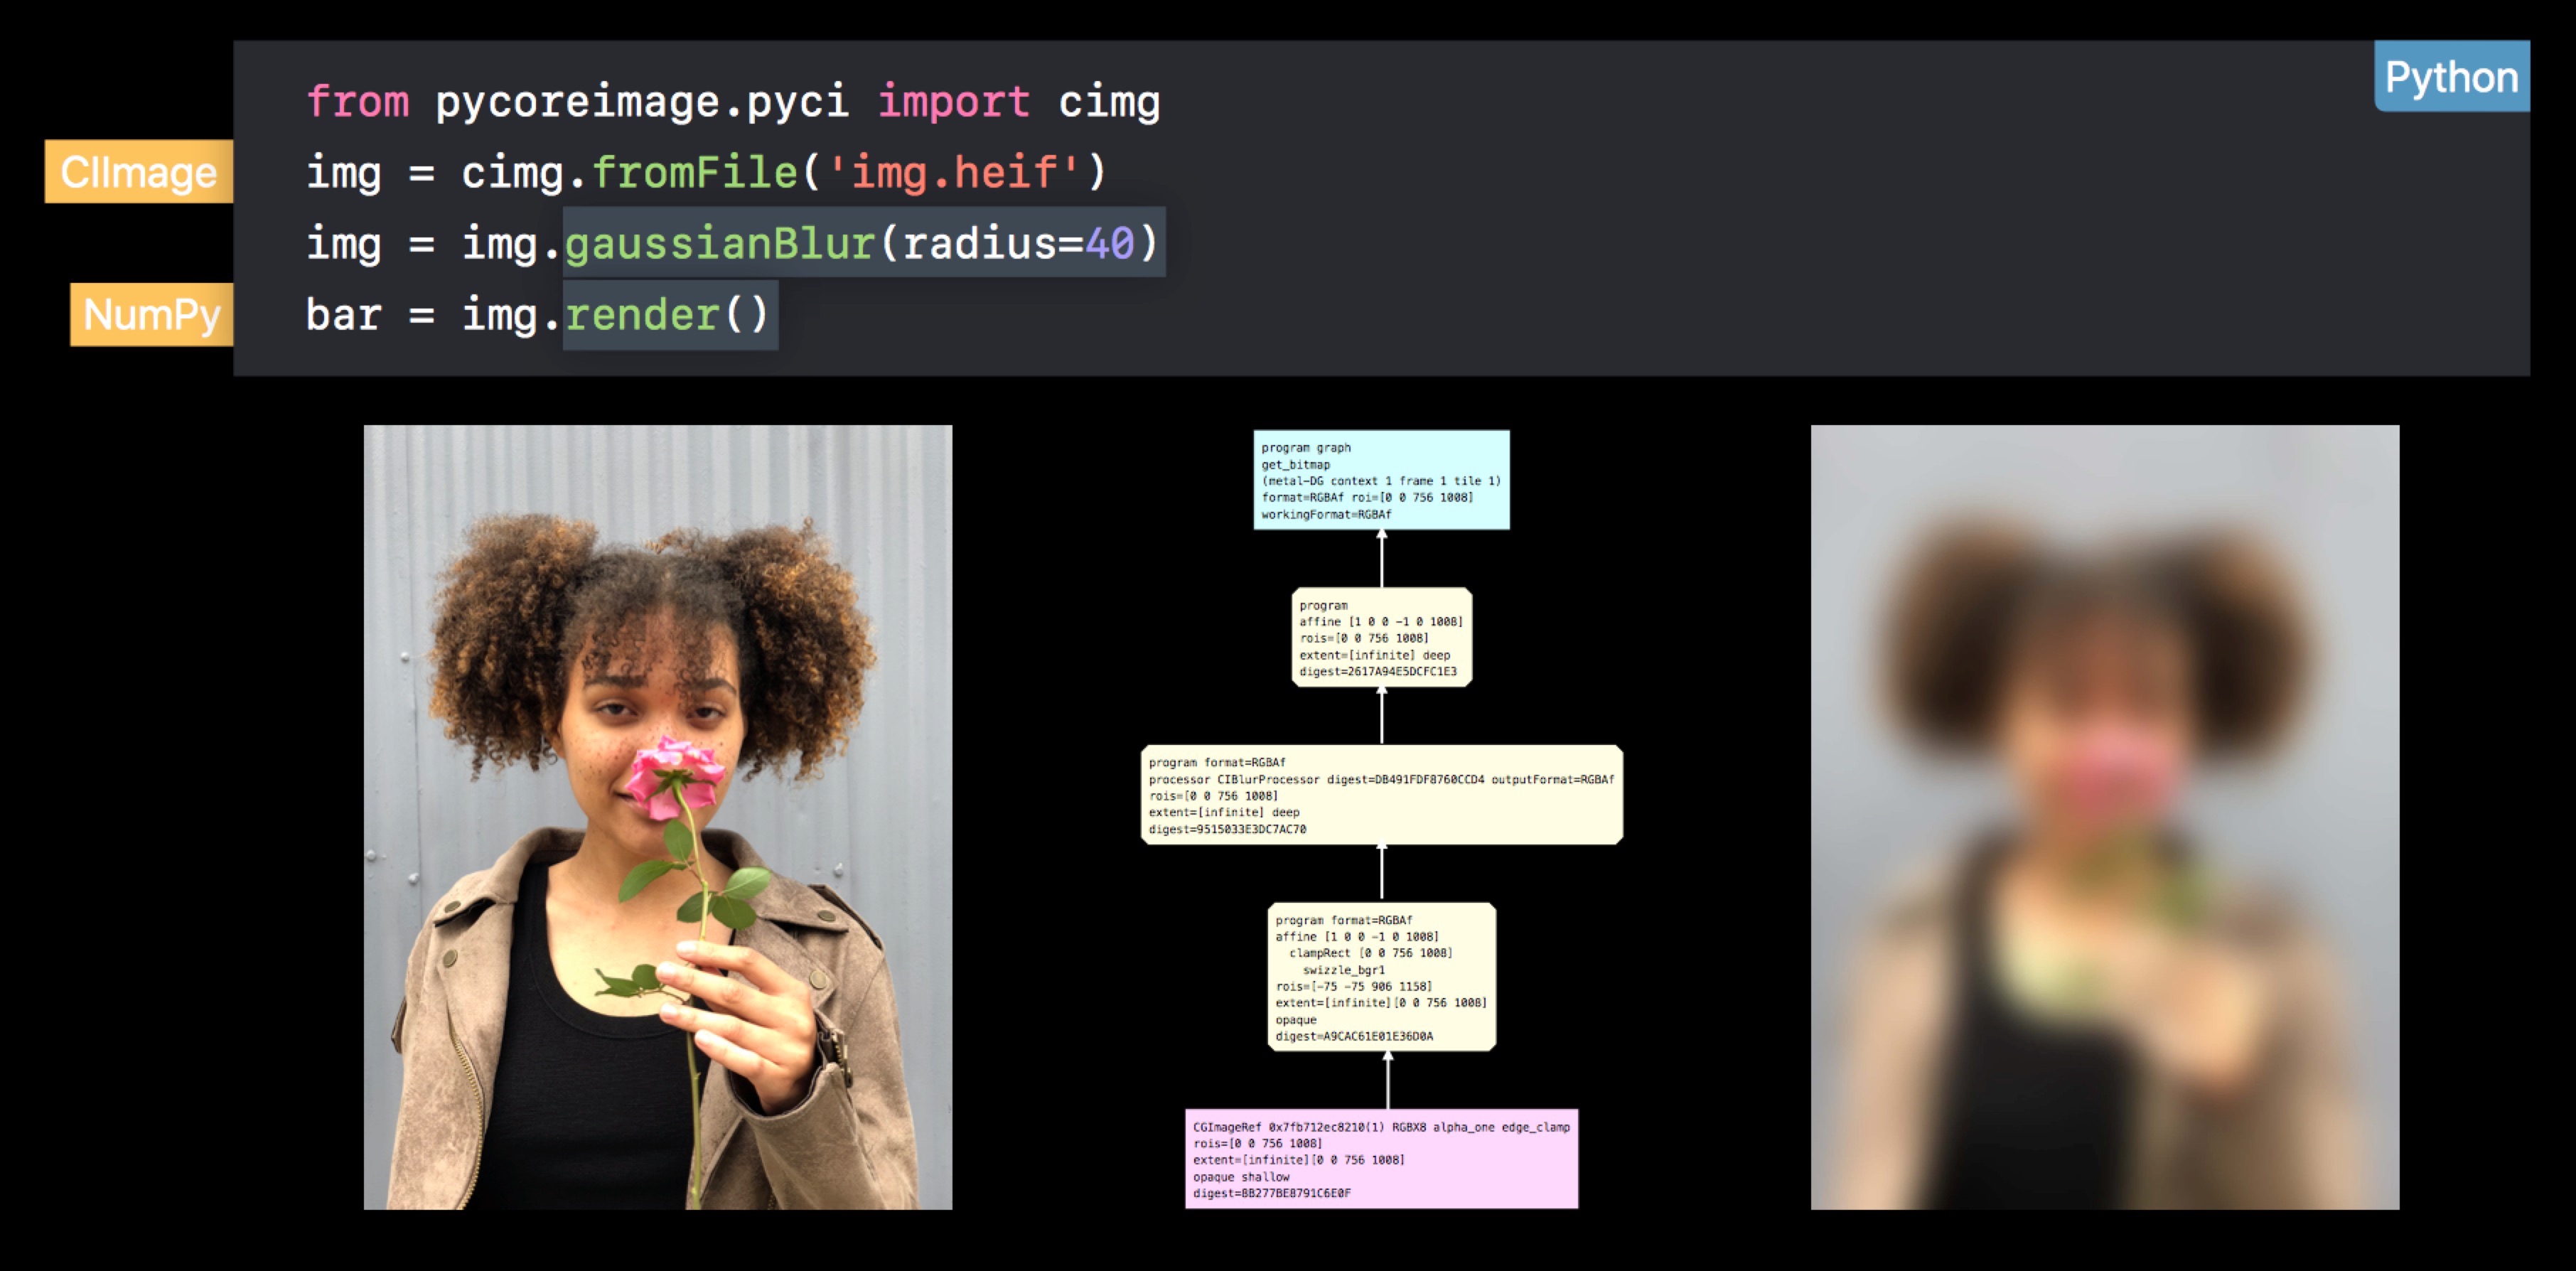 Python
from pycoreimage.pyci import cimg
CIImage
img = cimg.fromFile('img.heif')
img = img.gaussianBlur(radius=40)
NumPy
bar = img.render()
program graph
get_bitmap
(metal-DG context 1 frame 1 tile 1)
format=RGBAf roi=[0 0 756 1008]
workingFormat=RGBAf
program
affine [1 0 0 -1 0 1008]
rois=[0 0 756 1008]
extent=[infinite] deep
digest=2617A94E5DCFC1E3
program format=RGBAf
processor CIBlurProcessor digest=DB491FDF8760CCD4 outputFormat=RGBAf
rois=[0 0 756 1008]
extent=[infinite] deep
digest=9515033E3DC7AC70
program format=RGBAf
affine [1 0 0 -1 0 1008]
clampRect [0 0 756 1008]
swizzle_bgr1
rois=[-75 -75 906 1158]
extent=[infinite][0 0 756 1008]
opaque
digest=A9CAC61E01E36D0A
CGImageRef 0x7fb712ec8210(1) RGBX8 alpha_one edge_clamp
rois=[0 0 756 1008]
extent=[infinite][0 0 756 1008]
opaque shallow
digest=8B277BE8791C6E0F